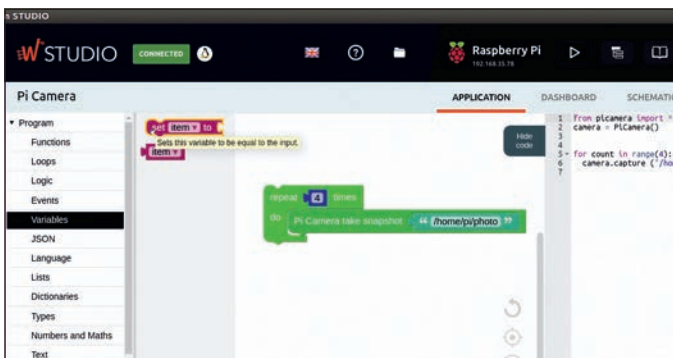 n STUDIO
W STUDIO
CONNECTED
Raspberry Pi
192.168.35.78
Pi Camera
APPLICATION
DASHBOARD
SCHEMATI
Program
Functions
Loops
Logic
Events
Variables
JSON
Language
Lists
Dictionaries
Types
Numbers and Maths
Text
set item to
Sets this variable to be equal to the input.
item
repeat 4 times
do Pi Camera take snapshot “ /home/pi/photo ”
Hide code
1 from picamera import *
2 camera = PiCamera()
3
4
5 for count in range(4):
6 camera.capture ('/ho
7